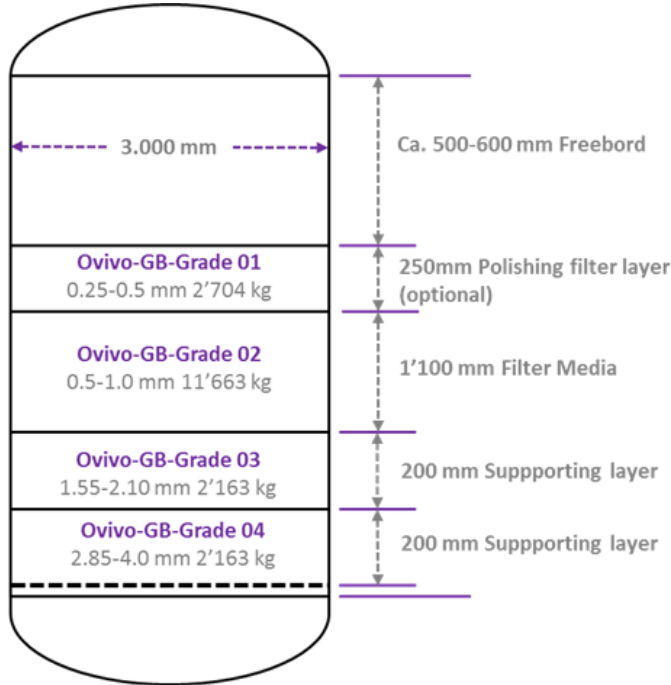 3.000 mm
Ca. 500-600 mm Freebord
Ovivo-GB-Grade 01
0.25-0.5 mm 2’704 kg
250mm Polishing filter layer
(optional)
Ovivo-GB-Grade 02
0.5-1.0 mm 11’663 kg
1’100 mm Filter Media
Ovivo-GB-Grade 03
1.55-2.10 mm 2’163 kg
200 mm Suppporting layer
Ovivo-GB-Grade 04
2.85-4.0 mm 2’163 kg
200 mm Suppporting layer